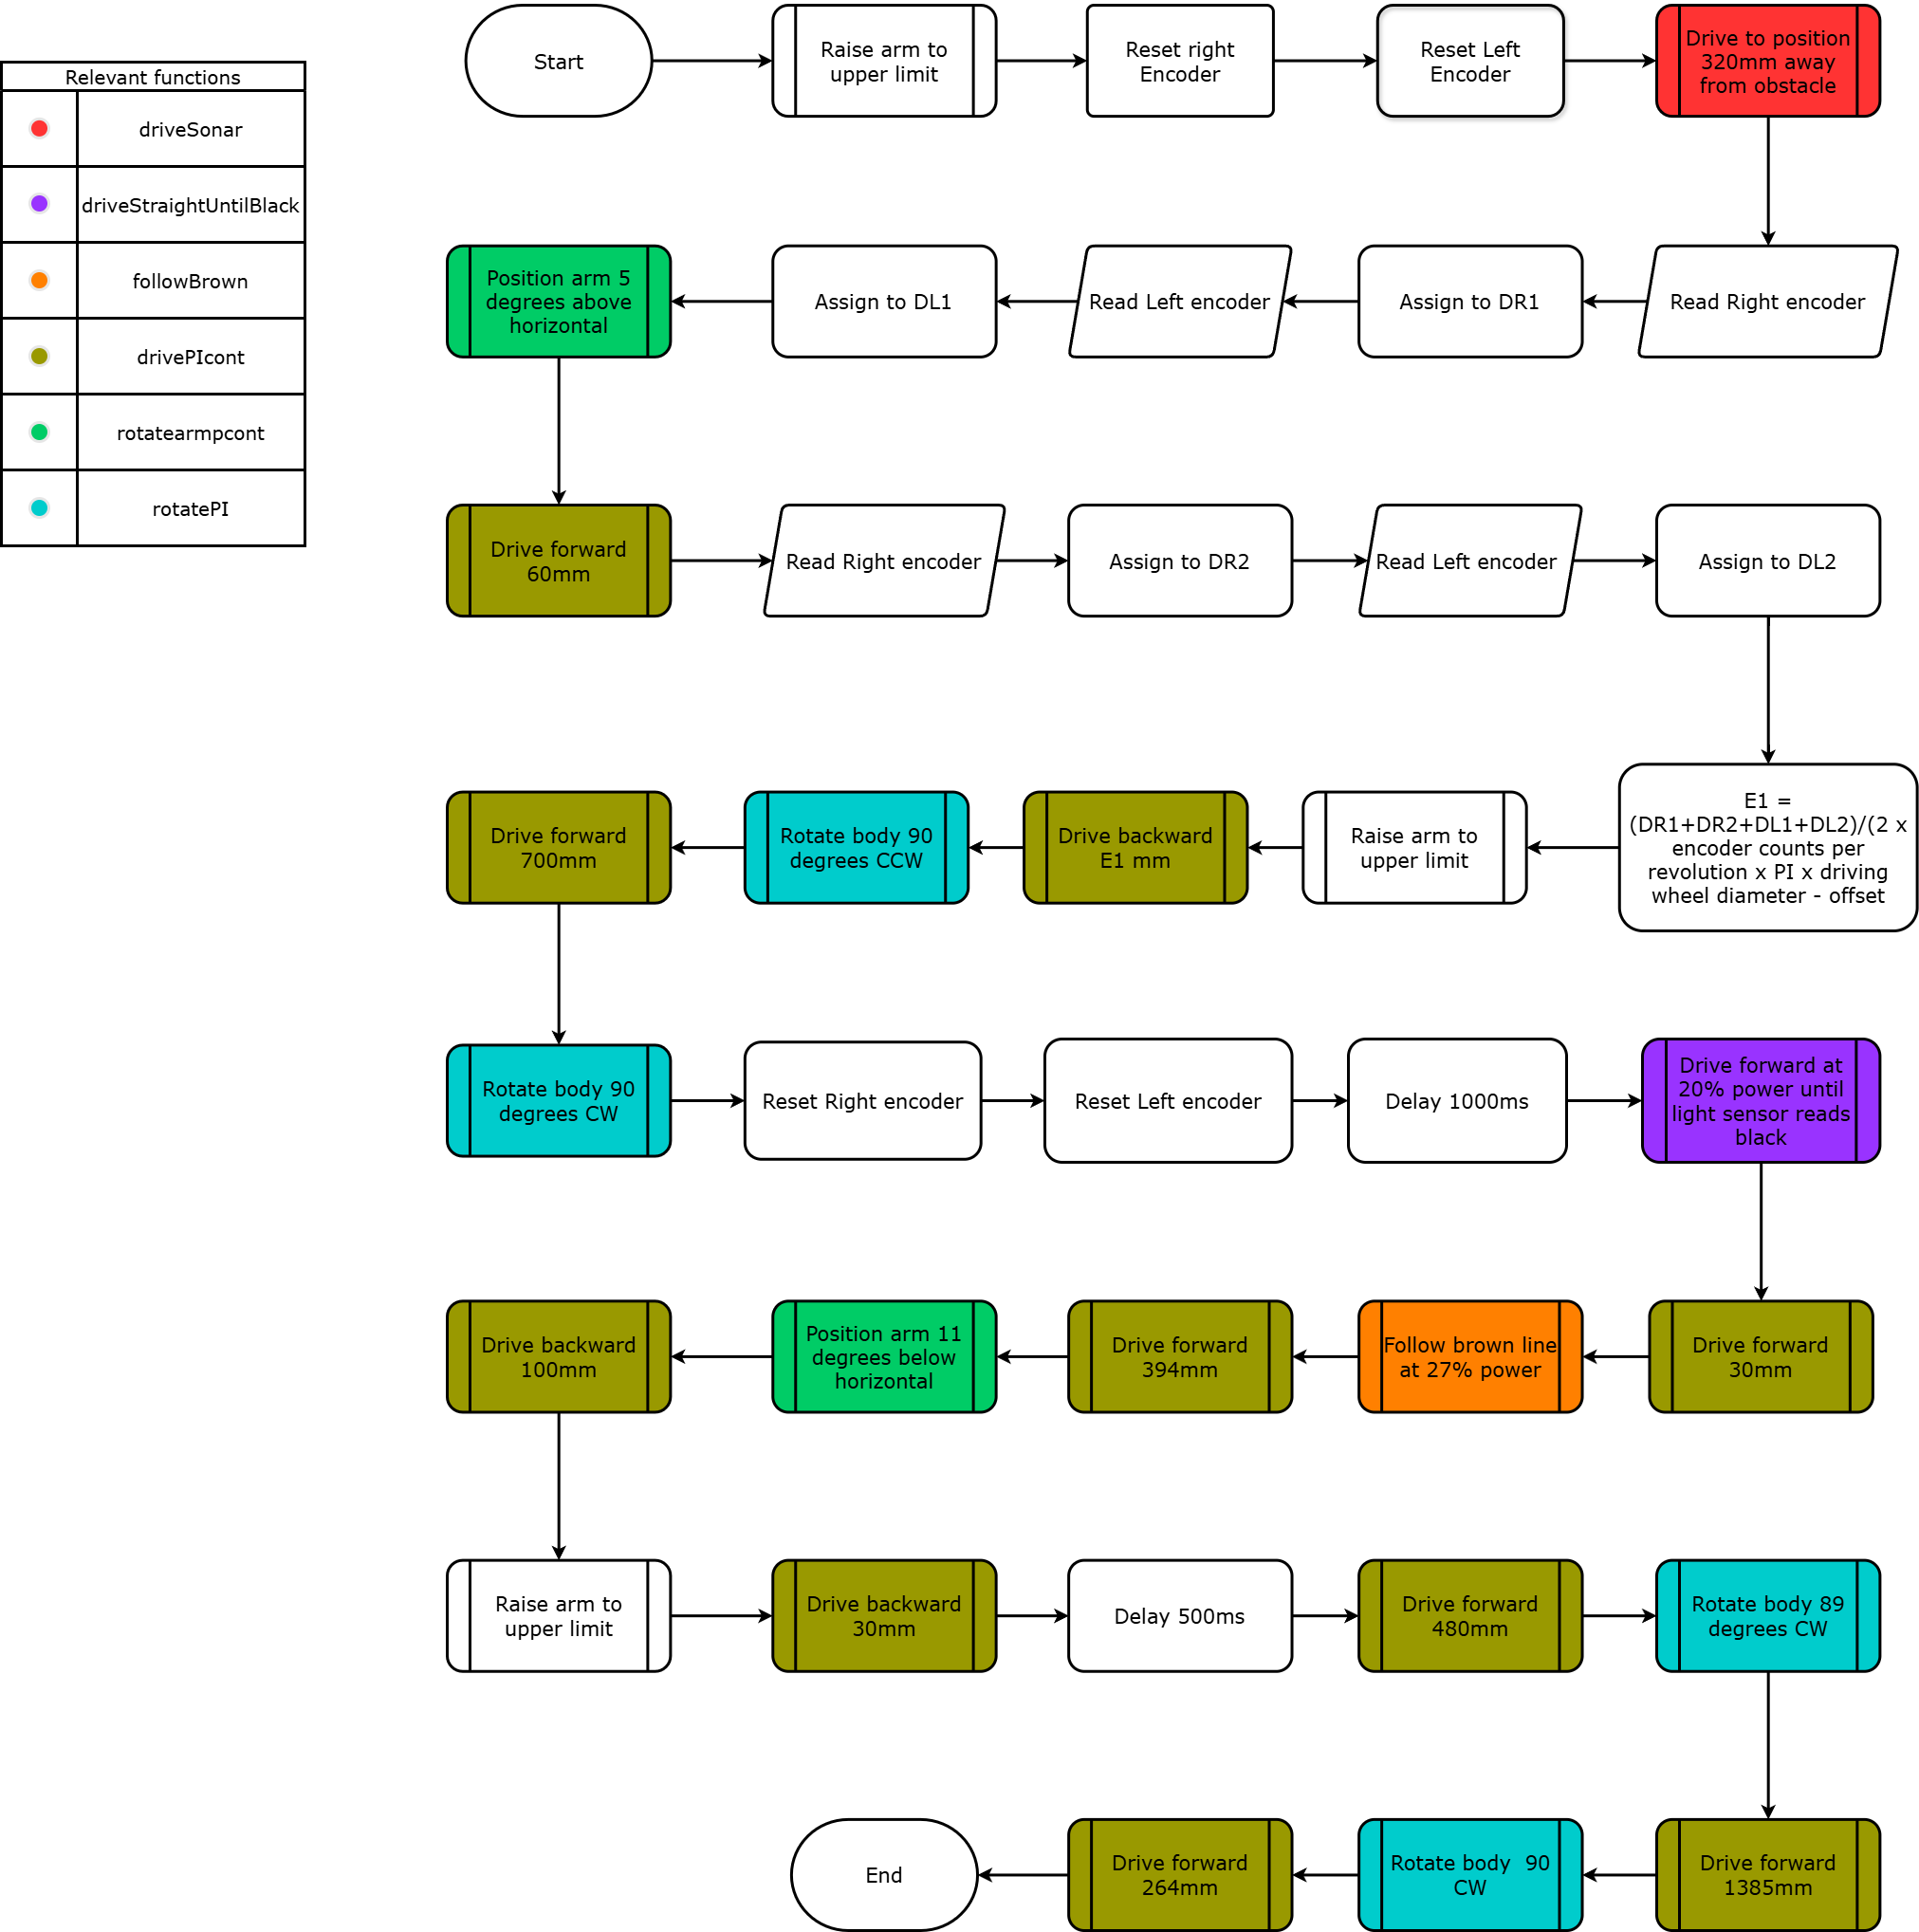 Relevant functions
driveSonar
driveStraightUntilBlack
followBrown
drivePIcont
rotatearmpcont
rotatePI
Start
Raise arm to
upper limit
Reset right
Encoder
Reset Left
Encoder
Drive to position
320mm away
from obstacle
Read Right encoder
Assign to DR1
Read Left encoder
Assign to DL1
Position arm 5
degrees above
horizontal
Drive forward
60mm
Read Right encoder
Assign to DR2
Read Left encoder
Assign to DL2
E1 =
(DR1+DR2+DL1+DL2)/(2 x
encoder counts per
revolution x PI x driving
wheel diameter - offset
Raise arm to
upper limit
Drive backward
E1 mm
Rotate body 90
degrees CCW
Drive forward
700mm
Rotate body 90
degrees CW
Reset Right encoder
Reset Left encoder
Delay 1000ms
Drive forward at
20% power until
light sensor reads
black
Drive forward
30mm
Follow brown line
at 27% power
Drive forward
394mm
Position arm 11
degrees below
horizontal
Drive backward
100mm
Raise arm to
upper limit
Drive backward
30mm
Delay 500ms
Drive forward
480mm
Rotate body 89
degrees CW
Drive forward
1385mm
Rotate body  90
CW
Drive forward
264mm
End